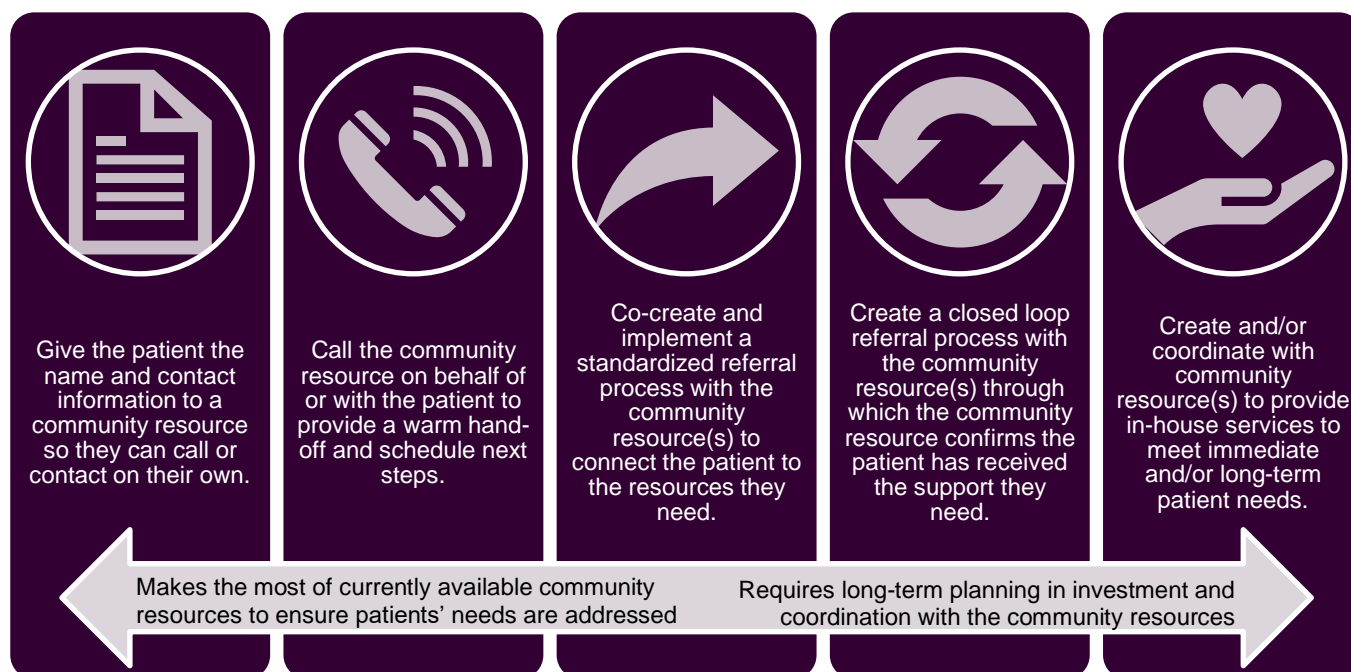 Give the patient the
name and contact
information to a
community resource
so they can call or
contact on their own.
Call the community
resource on behalf of
or with the patient to
provide a warm hand-
off and schedule next
steps.
Co-create and
implement a
standardized referral
process with the
community
resource(s) to
connect the patient to
the resources they
need.
Create a closed loop
referral process with
the community
resource(s) through
which the community
resource confirms the
patient has received
the support they
need.
Create and/or
coordinate with
community
resource(s) to provide
in-house services to
meet immediate
and/or long-term
patient needs.
Makes the most of currently available community
resources to ensure patients’ needs are addressed
Requires long-term planning in investment and
coordination with the community resources